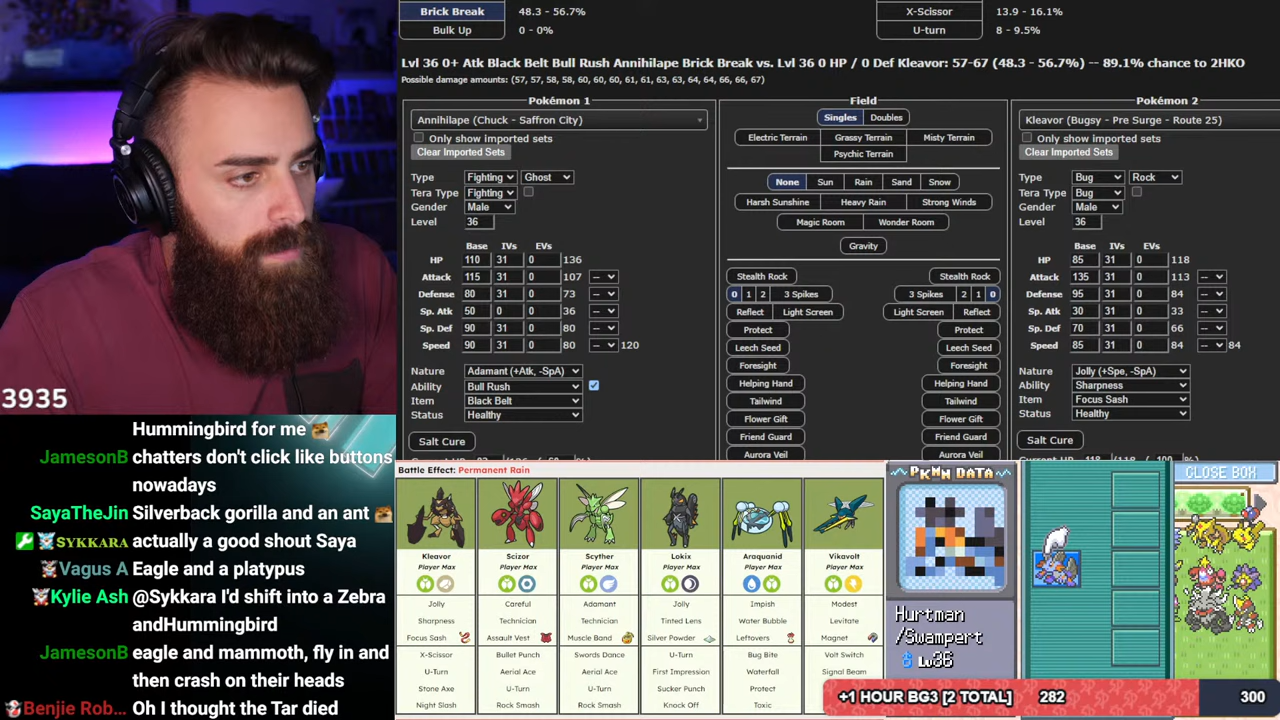 Brick Break 48.3 - 56.7%
Bulk Up 0 - 0%
X-Scissor 13.9 - 16.1%
U-turn 8 - 9.5%
Lvl 36 0+ Atk Black Belt Bull Rush Annihilape Brick Break vs. Lvl 36 0 HP / 0 Def Kleavor: 57-67 (48.3 - 56.7%) -- 89.1% chance to 2HKO
Possible damage amounts: (57, 57, 58, 58, 60, 60, 60, 61, 61, 63, 63, 64, 64, 66, 66, 67)
Pokémon 1
Annihilape (Chuck - Saffron City)
Only show imported sets
Clear Imported Sets
Type Fighting Ghost
Tera Type Fighting
Gender Male
Level 36
Base IVs EVs
HP 110 31 0 136
Attack 115 31 0 107 --
Defense 80 31 0 73 --
Sp. Atk 50 0 0 36 --
Sp. Def 90 31 0 80 --
Speed 90 31 0 80 -- 120
Nature Adamant (+Atk, -SpA)
Ability Bull Rush
Item Black Belt
Status Healthy
Salt Cure
Field
Singles Doubles
Electric Terrain Grassy Terrain Misty Terrain
Psychic Terrain
None Sun Rain Sand Snow
Harsh Sunshine Heavy Rain Strong Winds
Magic Room Wonder Room
Gravity
Stealth Rock Stealth Rock
0 1 2 3 Spikes 3 Spikes 2 1 0
Reflect Light Screen Light Screen Reflect
Protect Protect
Leech Seed Leech Seed
Foresight Foresight
Helping Hand Helping Hand
Tailwind Tailwind
Flower Gift Flower Gift
Friend Guard Friend Guard
Aurora Veil Aurora Veil
Pokémon 2
Kleavor (Bugsy - Pre Surge - Route 25)
Only show imported sets
Clear Imported Sets
Type Bug Rock
Tera Type Bug
Gender Male
Level 36
Base IVs EVs
HP 85 31 0 118
Attack 135 31 0 113 --
Defense 95 31 0 84 --
Sp. Atk 30 31 0 33 --
Sp. Def 70 31 0 66 --
Speed 85 31 0 84 -- 84
Nature Jolly (+Spe, -SpA)
Ability Sharpness
Item Focus Sash
Status Healthy
Salt Cure
3935
Hummingbird for me
JamesonB chatters don't click like buttons
nowadays
SayaTheJin Silverback gorilla and an ant
SYKKARA actually a good shout Saya
Vagus A Eagle and a platypus
Kylie Ash @Sykkara I'd shift into a Zebra
andHummingbird
JamesonB eagle and mammoth, fly in and
then crash on their heads
Benjie Rob... Oh I thought the Tar died
Battle Effect: Permanent Rain
Kleavor Scizor Scyther Lokix Araquanid Vikavolt
Player Max Player Max Player Max Player Max Player Max Player Max
Jolly Careful Adamant Jolly Impish Modest
Sharpness Technician Technician Tinted Lens Water Bubble Levitate
Focus Sash Assault Vest Muscle Band Silver Powder Leftovers Magnet
X-Scissor Bullet Punch Swords Dance U-Turn Bug Bite Volt Switch
U-Turn Aerial Ace Aerial Ace First Impression Waterfall Signal Beam
Stone Axe U-Turn U-Turn Sucker Punch Protect
Night Slash Rock Smash Rock Smash Knock Off Toxic
PKMN DATA
Hurtman
/Swampert
Lv36
CLOSE BOX
+1 HOUR BG3 [2 TOTAL] 282 300